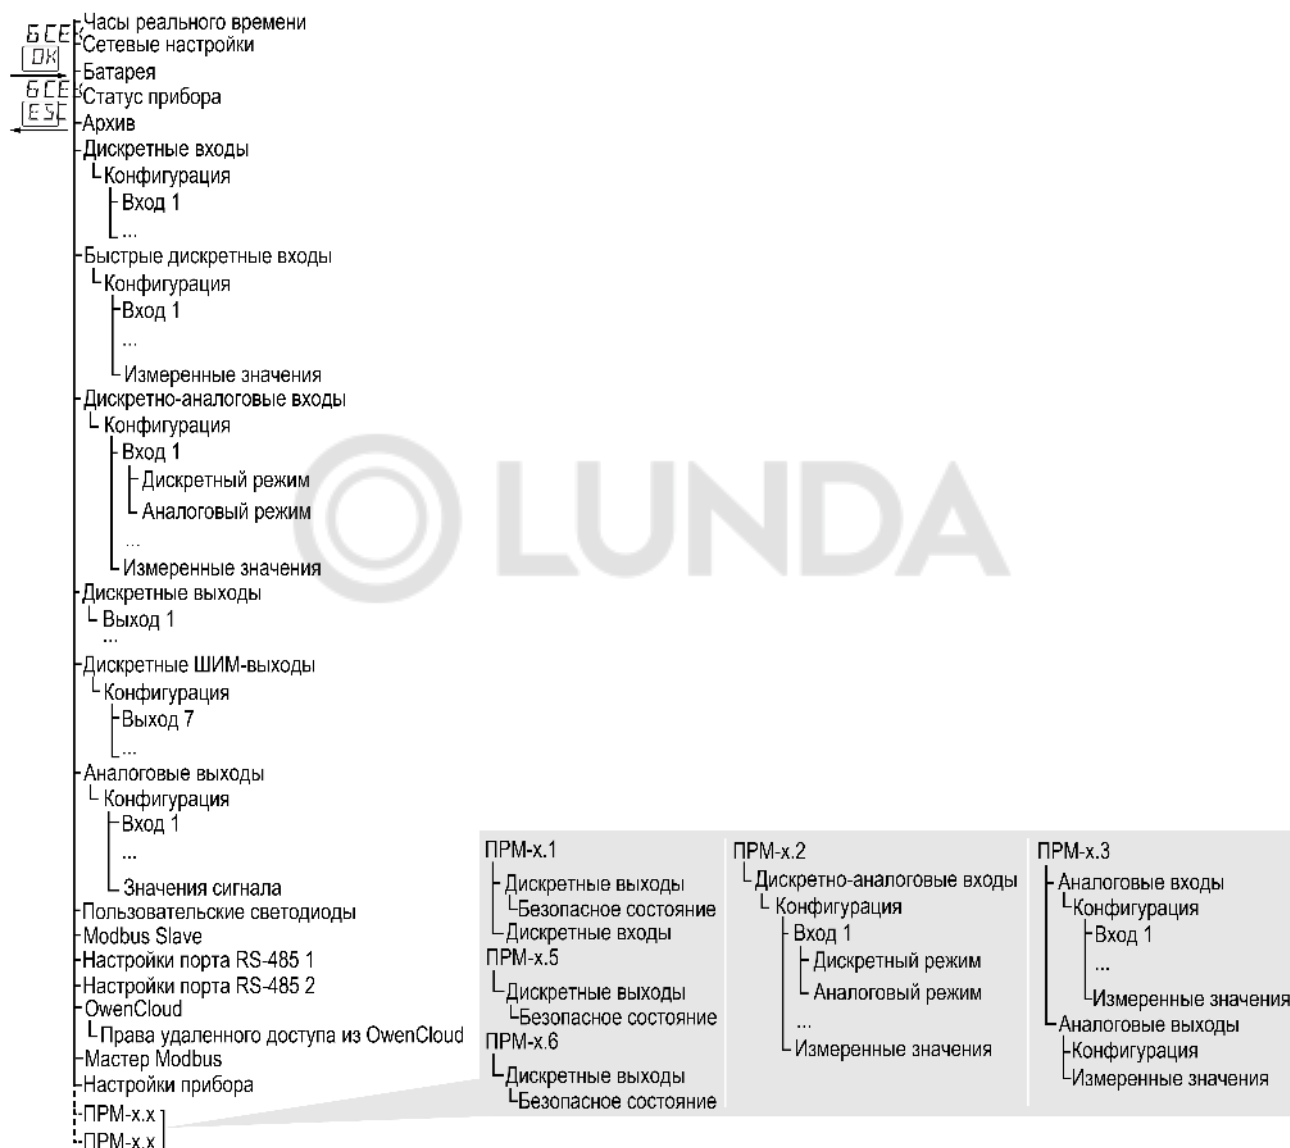 Часы реального времени
6 СЕК
Сетевые настройки
OK
Батарея
6 СЕК
Статус прибора
ESC
Архив
Дискретные входы
Конфигурация
Вход 1
...
Быстрые дискретные входы
Конфигурация
Вход 1
...
Измеренные значения
Дискретно-аналоговые входы
Конфигурация
Вход 1
Дискретный режим
Аналоговый режим
...
Измеренные значения
LUNDA
Дискретные выходы
Выход 1
...
Дискретные ШИМ-выходы
Конфигурация
Выход 7
...
Аналоговые выходы
Конфигурация
Вход 1
...
Значения сигнала
Пользовательские светодиоды
Modbus Slave
Настройки порта RS-485 1
Настройки порта RS-485 2
OwenCloud
Права удаленного доступа из OwenCloud
Мастер Modbus
Настройки прибора
ПРМ-х.х
ПРМ-х.х
ПРМ-х.1
Дискретные выходы
Безопасное состояние
Дискретные входы
ПРМ-х.5
Дискретные выходы
Безопасное состояние
ПРМ-х.6
Дискретные выходы
Безопасное состояние
ПРМ-х.2
Дискретно-аналоговые входы
Конфигурация
Вход 1
Дискретный режим
Аналоговый режим
...
Измеренные значения
ПРМ-х.3
Аналоговые входы
Конфигурация
Вход 1
...
Измеренные значения
Аналоговые выходы
Конфигурация
Измеренные значения